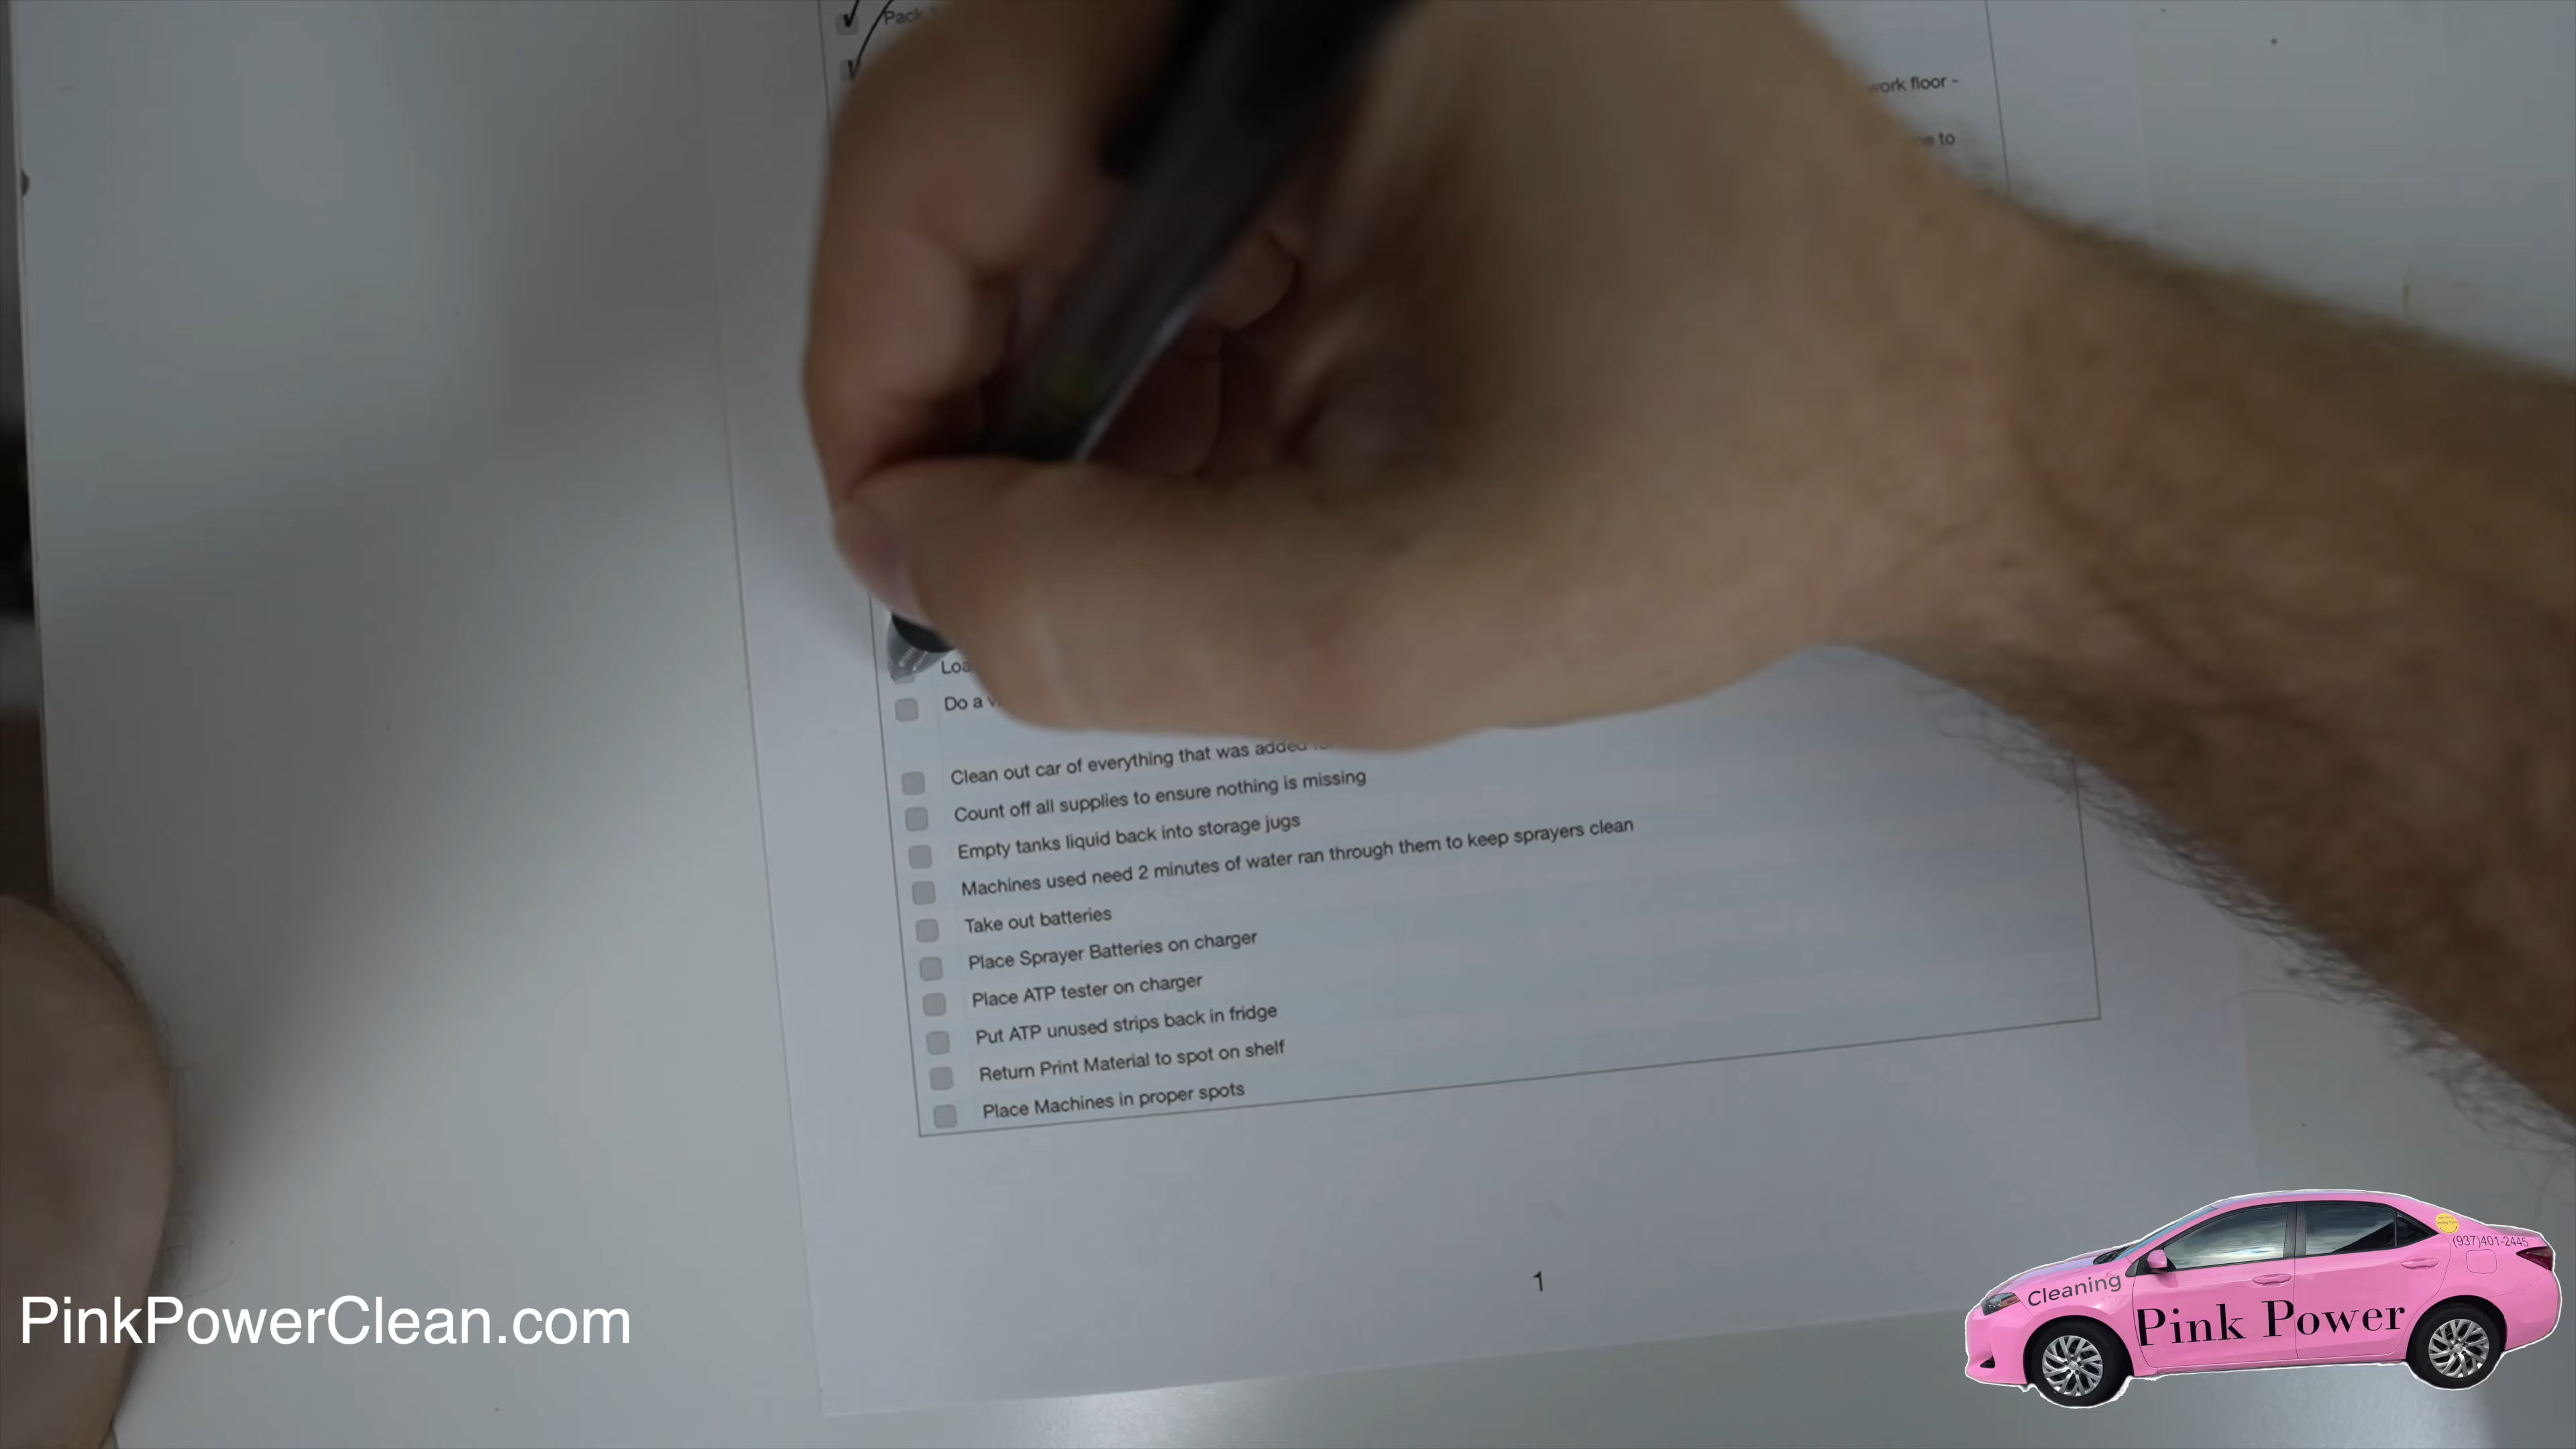 Pack
work floor -
to
Do a
Clean out car of everything that was added
Count off all supplies to ensure nothing is missing
Empty tanks liquid back into storage jugs
Machines used need 2 minutes of water ran through them to keep sprayers clean
Take out batteries
Place Sprayer Batteries on charger
Place ATP tester on charger
Put ATP unused strips back in fridge
Return Print Material to spot on shelf
Place Machines in proper spots
1
PinkPowerClean.com
(937)401-2445
Cleaning
Pink Power